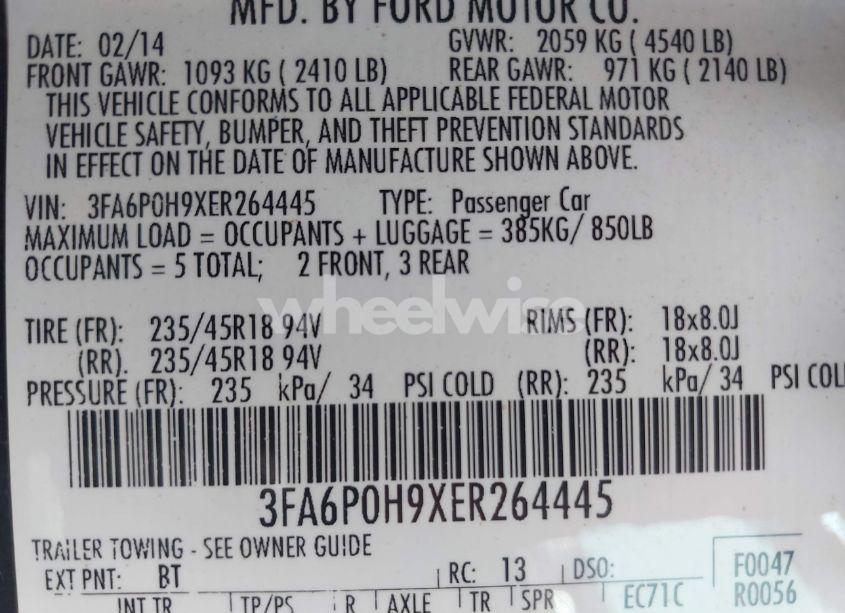 MFD. BY FORD MOTOR CO.
DATE: 02/14 GVWR: 2059 KG ( 4540 LB)
FRONT GAWR: 1093 KG ( 2410 LB) REAR GAWR: 971 KG ( 2140 LB)
THIS VEHICLE CONFORMS TO ALL APPLICABLE FEDERAL MOTOR
VEHICLE SAFETY, BUMPER, AND THEFT PREVENTION STANDARDS
IN EFFECT ON THE DATE OF MANUFACTURE SHOWN ABOVE.
VIN: 3FA6P0H9XER264445 TYPE: Passenger Car
MAXIMUM LOAD = OCCUPANTS + LUGGAGE = 385KG/ 850LB
OCCUPANTS = 5 TOTAL; 2 FRONT, 3 REAR
wheelwise
TIRE (FR): 235/45R18 94V RIMS (FR): 18x8.0J
(RR). 235/45R18 94V (RR): 18x8.0J
PRESSURE (FR): 235 kPa/ 34 PSI COLD (RR): 235 kPa/ 34 PSI COL
3FA6P0H9XER264445
TRAILER TOWING - SEE OWNER GUIDE
EXT PNT: BT RC: 13 DSO: F0047
INT TR TP/PS R AXLE TR SPR EC71C R0056